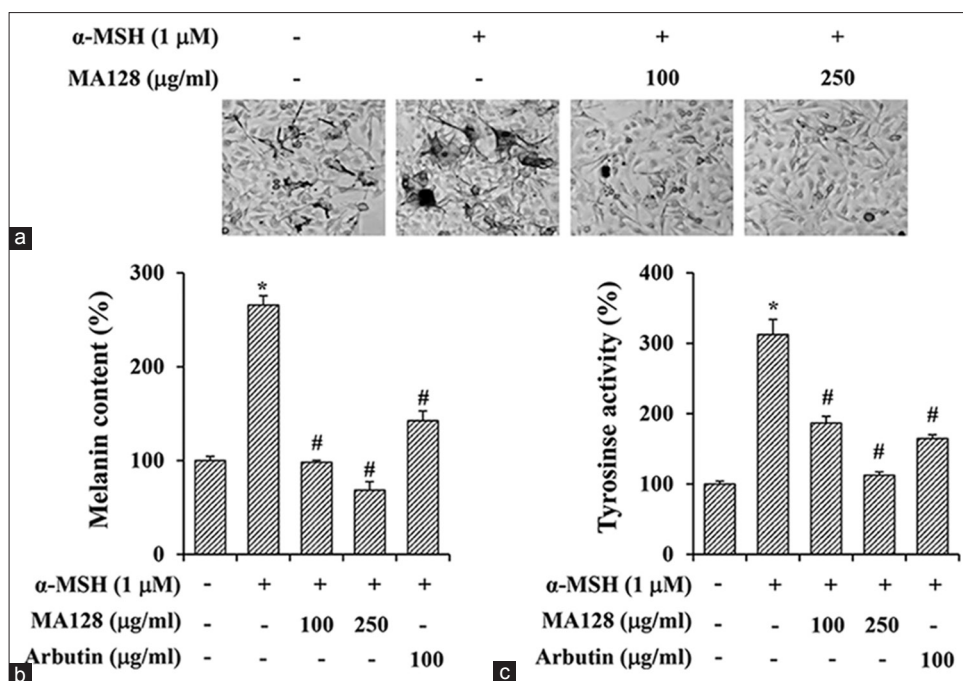 α-MSH (1 μM) - + + +
MA128 (μg/ml) - - 100 250
a
300
200
100
0
Melanin content (%)
* # # #
α-MSH (1 μM) - + + + +
MA128 (μg/ml) - - 100 250 -
Arbutin (μg/ml) - - - - 100
b
400
300
200
100
0
Tyrosinse activity (%)
* # # #
α-MSH (1 μM) - + + + +
MA128 (μg/ml) - - 100 250 -
Arbutin (μg/ml) - - - - 100
c